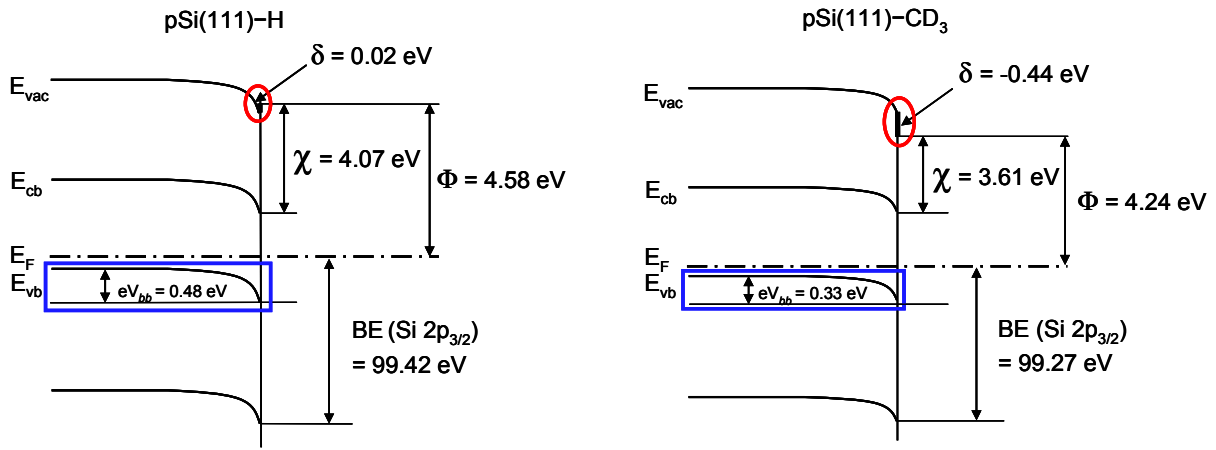 pSi(111)−H
δ = 0.02 eV
E_vac
χ = 4.07 eV
Φ = 4.58 eV
E_cb
E_F
E_vb
eV_bb = 0.48 eV
BE (Si 2p_3/2)
= 99.42 eV
pSi(111)−CD_3
δ = -0.44 eV
E_vac
χ = 3.61 eV
Φ = 4.24 eV
E_cb
E_F
E_vb
eV_bb = 0.33 eV
BE (Si 2p_3/2)
= 99.27 eV